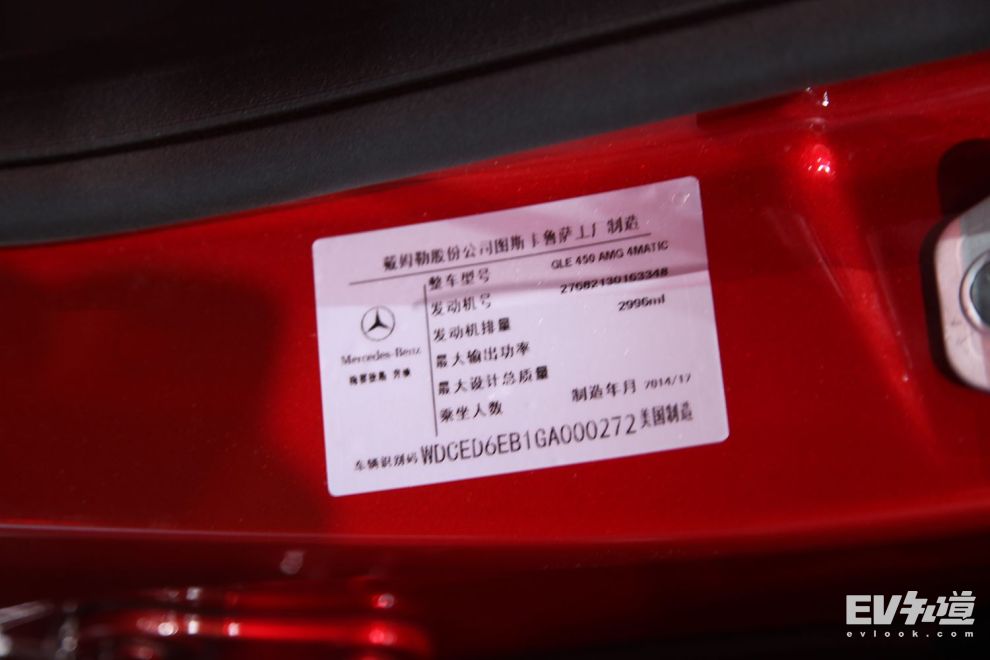 戴姆勒股份公司图斯卡鲁萨工厂制造
整车型号 GLE 450 AMG 4MATIC
发动机号 27682130163348
发动机排量 2996ml
最大输出功率
最大设计总质量
乘坐人数 制造年月 2014/12
Mercedes-Benz
车辆识别码 WDCED6EB1GA000272 美国制造
EV知道
evlook.com